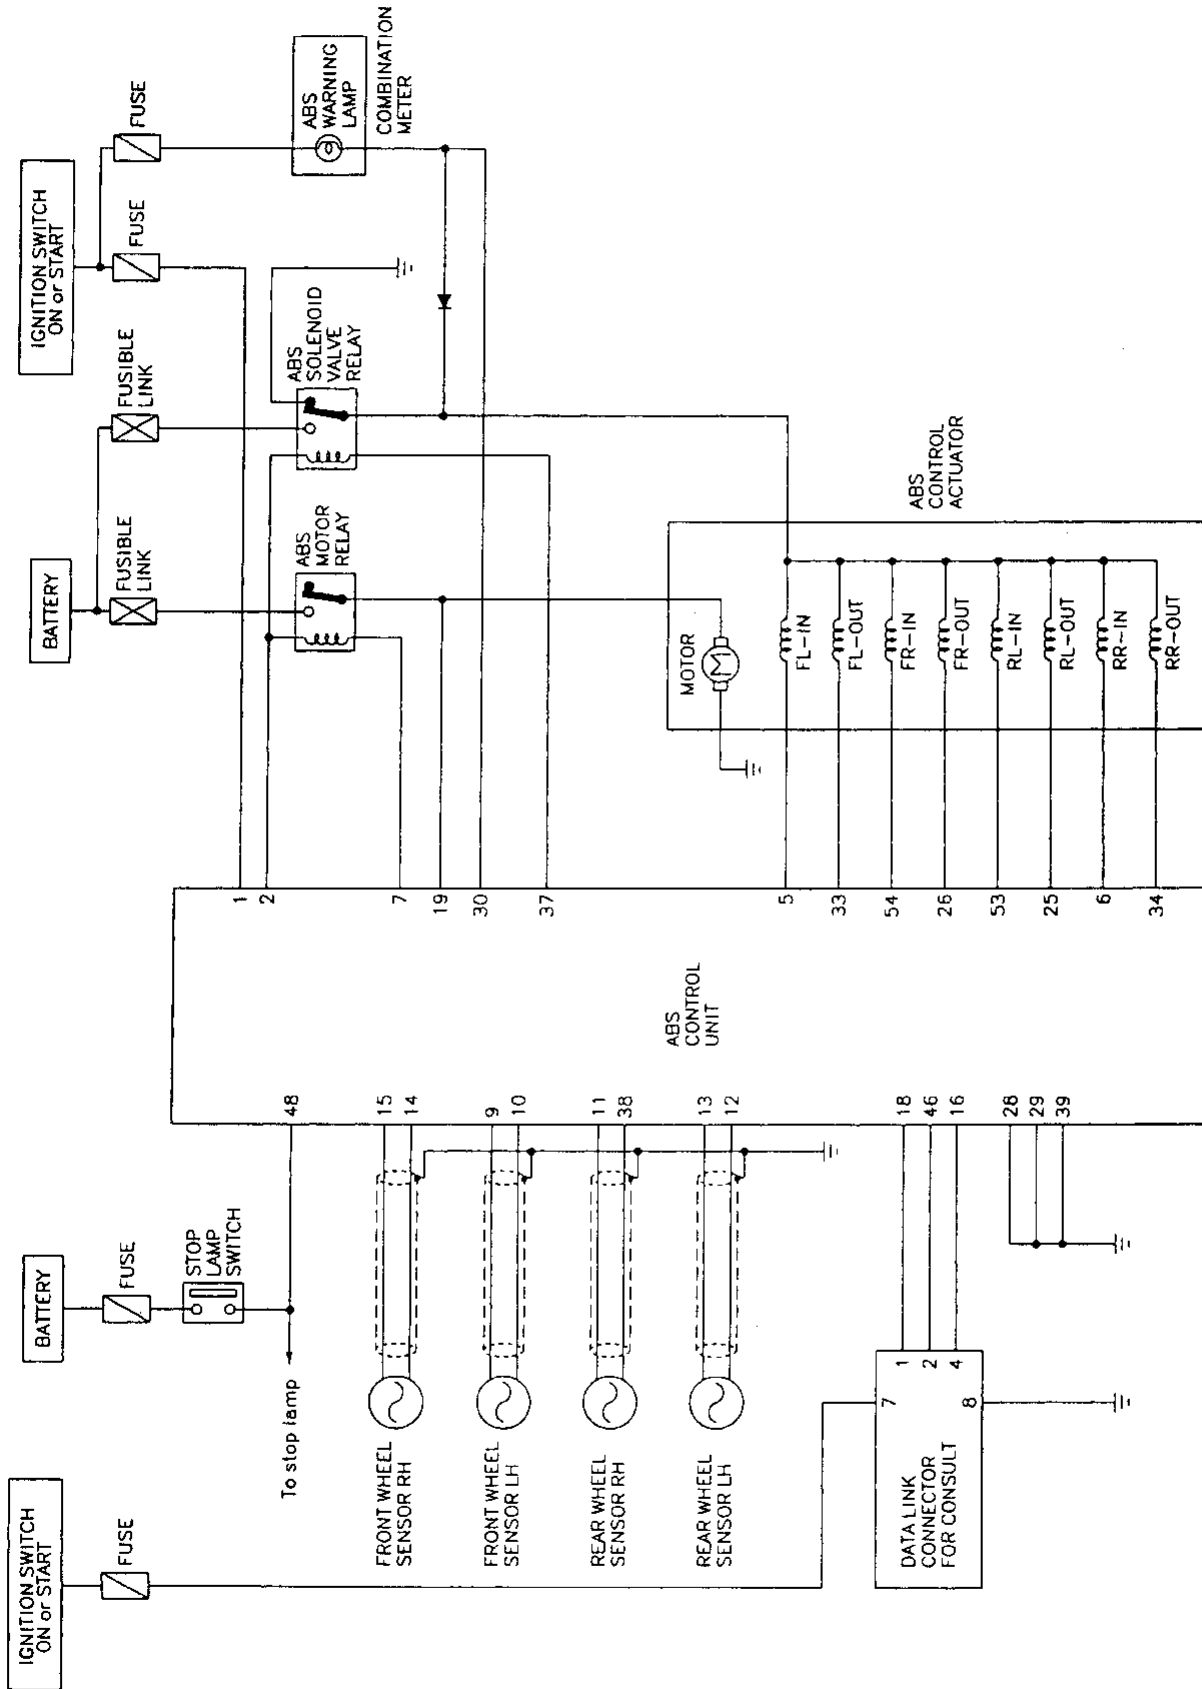 IGNITION SWITCH
ON or START
FUSE
BATTERY
FUSE
STOP
LAMP
SWITCH
To stop lamp
FRONT WHEEL
SENSOR RH
FRONT WHEEL
SENSOR LH
REAR WHEEL
SENSOR RH
REAR WHEEL
SENSOR LH
DATA LINK
CONNECTOR
FOR CONSULT
7
8
1
2
4
48
15
14
9
10
11
38
13
12
18
46
16
28
29
39
ABS
CONTROL
UNIT
1
2
7
19
30
37
5
33
54
26
53
25
6
34
BATTERY
FUSIBLE
LINK
FUSIBLE
LINK
IGNITION SWITCH
ON or START
FUSE
FUSE
ABS
MOTOR
RELAY
ABS
SOLENOID
VALVE
RELAY
ABS
WARNING
LAMP
COMBINATION
METER
MOTOR
M
FL-IN
FL-OUT
FR-IN
FR-OUT
RL-IN
RL-OUT
RR-IN
RR-OUT
ABS
CONTROL
ACTUATOR